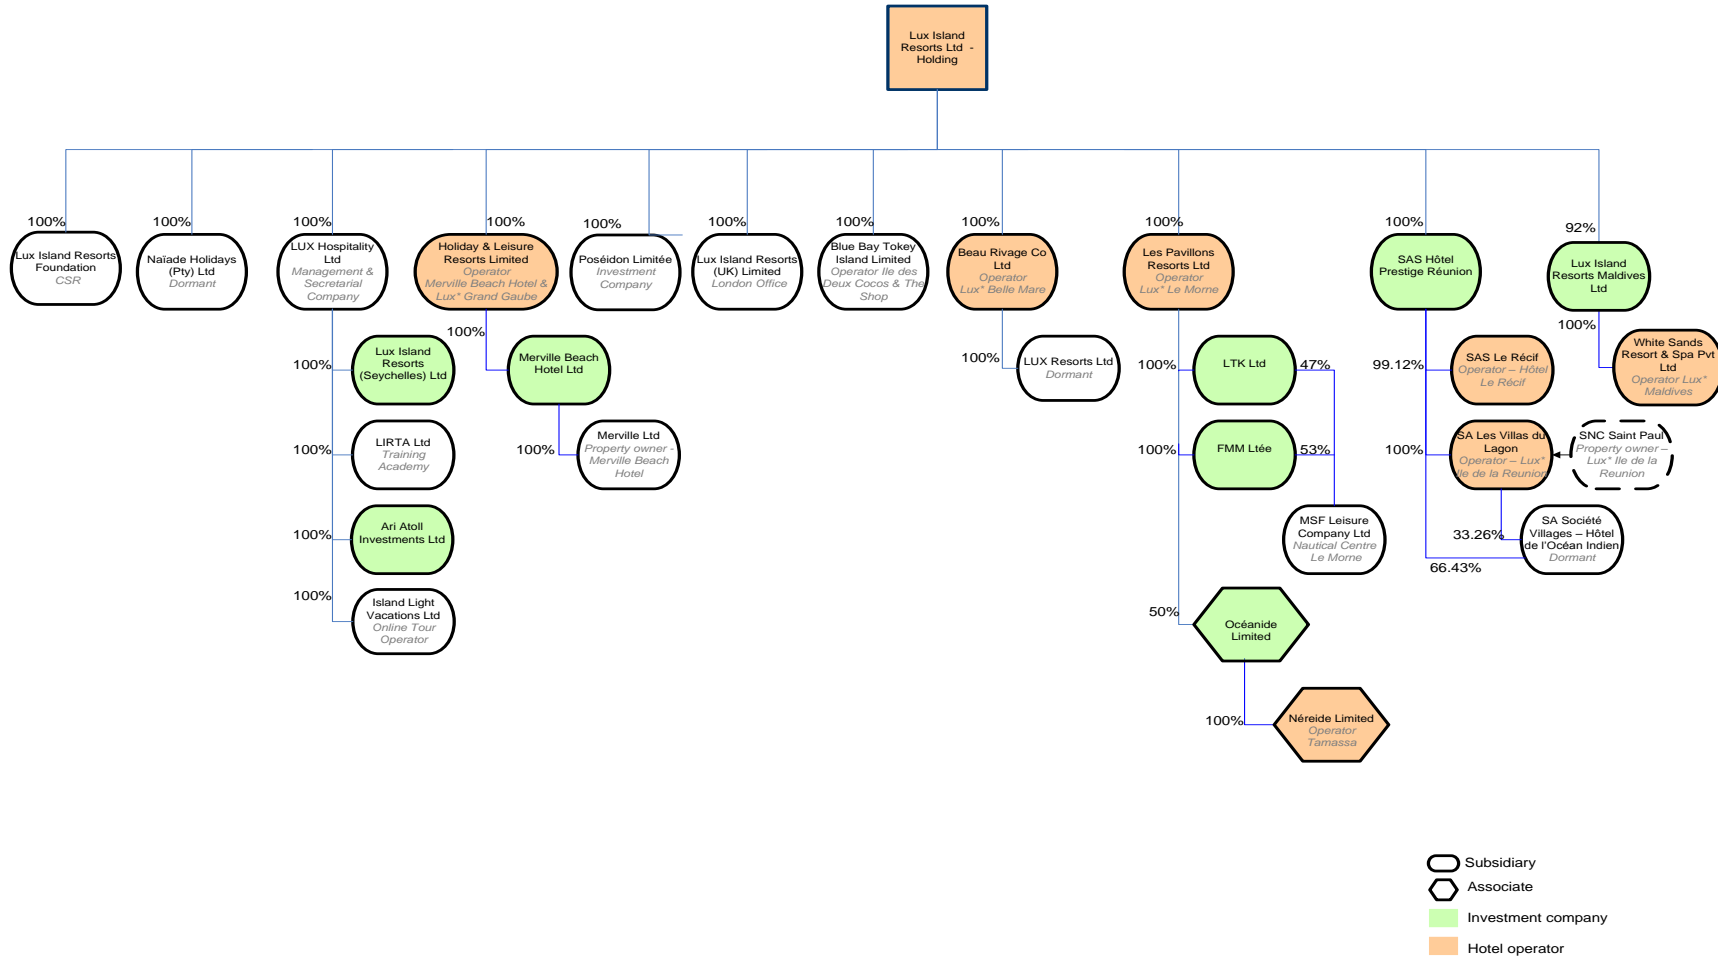 Lux Island
Resorts Ltd -
Holding
100%
100%
100%
100%
100%
100%
100%
100%
100%
100%
92%
Lux Island Resorts
Foundation
CSR
Naïade Holidays
(Pty) Ltd
Dormant
LUX Hospitality
Ltd
Management &
Secretarial
Company
Holiday & Leisure
Resorts Limited
Operator
Merville Beach Hotel &
Lux* Grand Gaube
Poséidon Limitée
Investment
Company
Lux Island Resorts
(UK) Limited
London Office
Blue Bay Tokey
Island Limited
Operator Ile des
Deux Cocos & The
Shop
Beau Rivage Co
Ltd
Operator
Lux* Belle Mare
Les Pavillons
Resorts Ltd
Operator
Lux* Le Morne
SAS Hôtel
Prestige Réunion
Lux Island
Resorts Maldives
Ltd
100%
Lux Island
Resorts
(Seychelles) Ltd
100%
LIRTA Ltd
Training
Academy
100%
Ari Atoll
Investments Ltd
100%
Island Light
Vacations Ltd
Online Tour
Operator
100%
Merville Beach
Hotel Ltd
100%
Merville Ltd
Property owner -
Merville Beach
Hotel
100%
LUX Resorts Ltd
Dormant
100%
LTK Ltd
47%
100%
FMM Ltée
53%
MSF Leisure
Company Ltd
Nautical Centre
Le Morne
50%
Océanide
Limited
100%
Néreide Limited
Operator
Tamassa
99.12%
SAS Le Récif
Operator – Hôtel
Le Récif
100%
SA Les Villas du
Lagon
Operator – Lux*
Ile de la Reunion
SNC Saint Paul
Property owner –
Lux* Ile de la
Reunion
33.26%
66.43%
SA Société
Villages – Hôtel
de l'Océan Indien
Dormant
100%
White Sands
Resort & Spa Pvt
Ltd
Operator Lux*
Maldives
Subsidiary
Associate
Investment company
Hotel operator